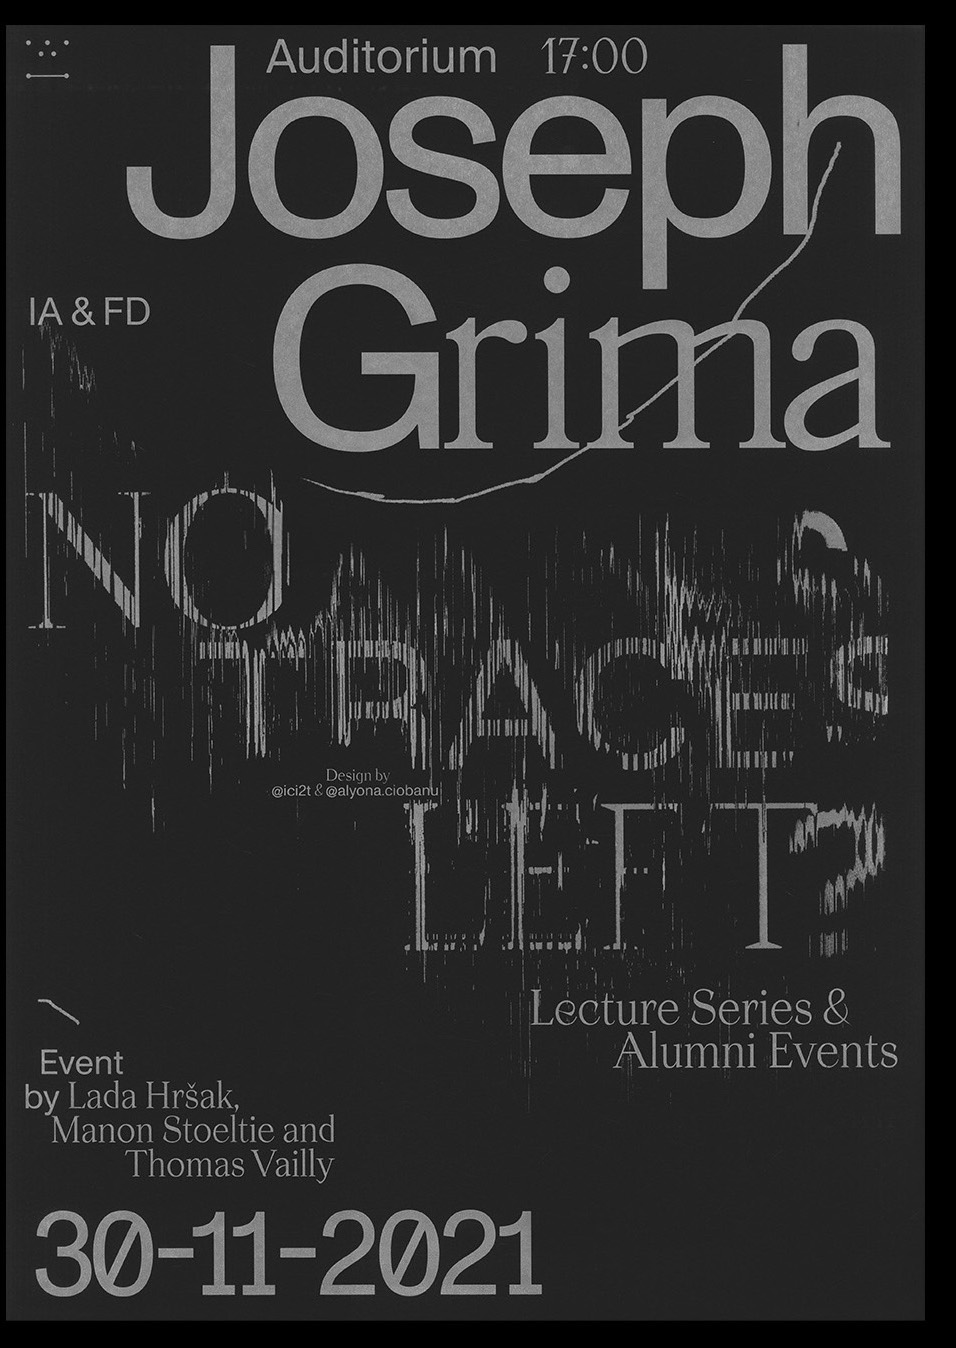 Auditorium 17:00
Joseph
Grima
IA & FD
NO
TRACES
LEFT?
Design by
@ici2t & @alyona.ciobanu
Lecture Series &
Alumni Events
Event
by Lada Hršak,
Manon Stoeltie and
Thomas Vailly
30-11-2021